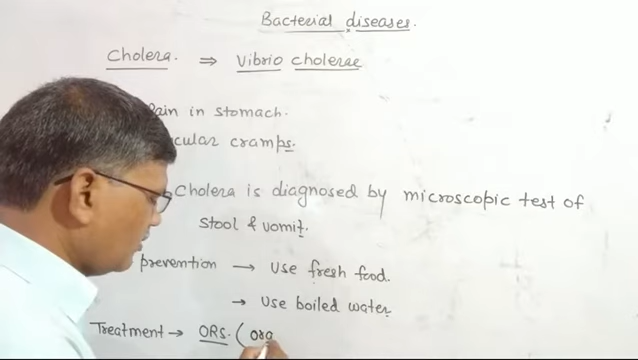 Bacterial diseases.
Cholera. ⇒ Vibrio cholerae
Pain in stomach.
cular cramps.
Cholera is diagnosed by microscopic test of
stool & vomit.
prevention → Use fresh food.
→ Use boiled water
Treatment → ORS. (ora